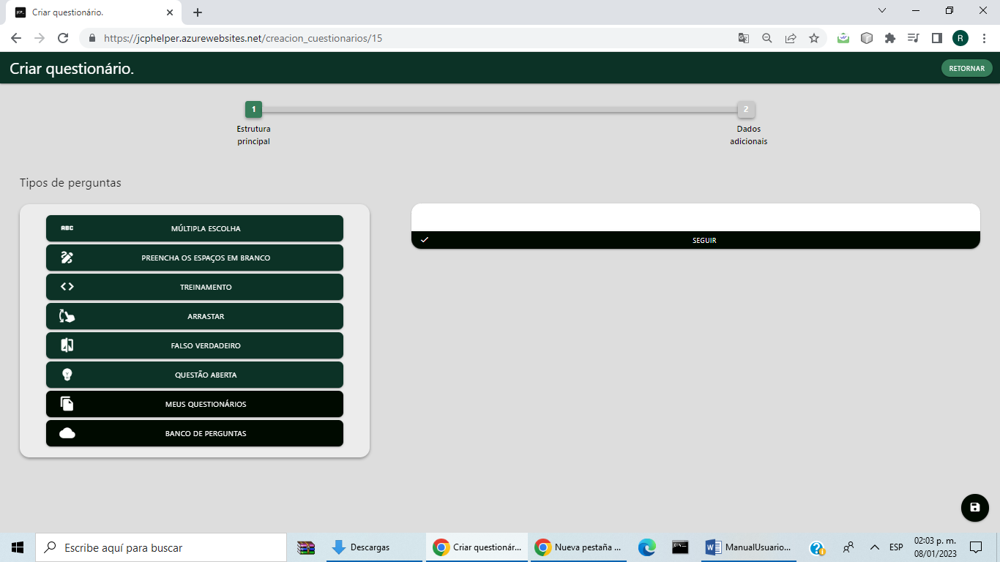 JCP_ Criar questionário.
https://jcphelper.azurewebsites.net/creacion_cuestionarios/15
R
Criar questionário.
RETORNAR
1
2
Estrutura
principal
Dados
adicionais
Tipos de perguntas
ABC MÚLTIPLA ESCOLHA
PREENCHA OS ESPAÇOS EM BRANCO
TREINAMENTO
ARRASTAR
FALSO VERDADEIRO
QUESTÃO ABERTA
MEUS QUESTIONÁRIOS
BANCO DE PERGUNTAS
SEGUIR
Escribe aquí para buscar
Descargas
Criar questionár...
Nueva pestaña ...
ManualUsuario...
ESP
02:03 p. m.
08/01/2023